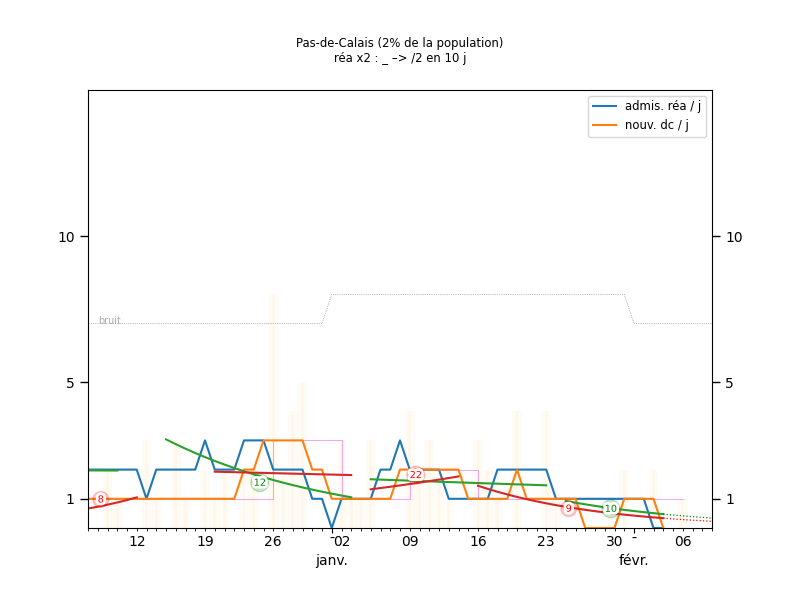 Pas-de-Calais (2% de la population)
réa x2 : _ –> /2 en 10 j
admis. réa / j
nouv. dc / j
10 10
bruit
5 5
12
22
8 1 1
9 10
12 19 26 02 09 16 23 30 06
janv. févr.